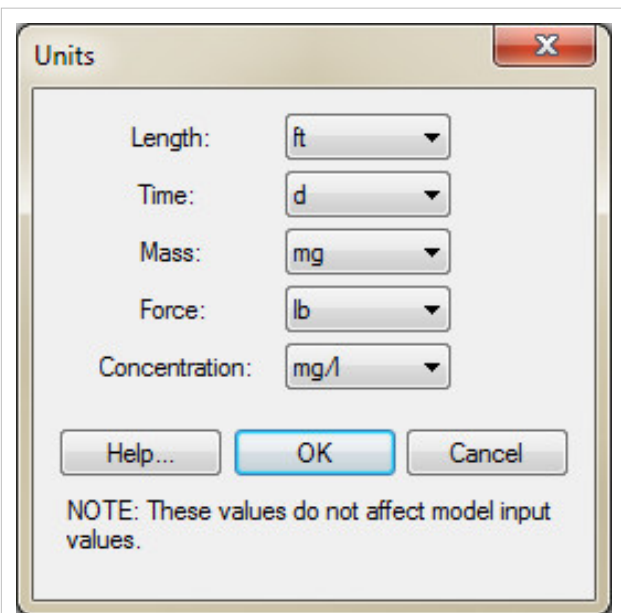 Units
Length: ft
Time: d
Mass: mg
Force: lb
Concentration: mg/l
Help... OK Cancel
NOTE: These values do not affect model input
values.